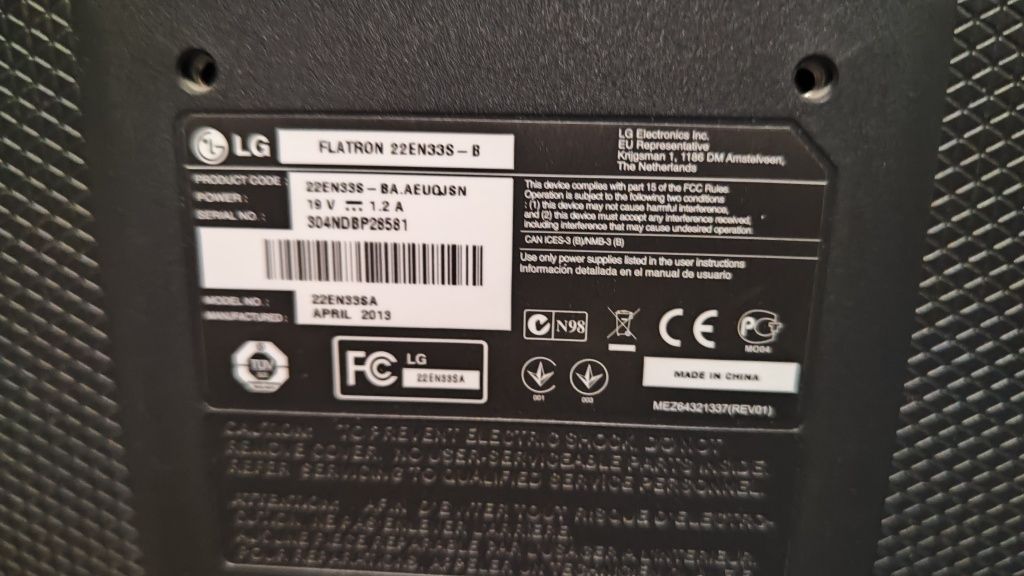 LG FLATRON 22EN33S-B
LG Electronics Inc.
EU Representative
Krijgsman 1, 1186 DM Amstelveen,
The Netherlands
PRODUCT CODE : 22EN33S-BA.AEUQJSN
POWER : 19 V 1.2 A
SERIAL NO. : 304NDBP28581
MODEL NO. : 22EN33SA
MANUFACTURED : APRIL 2013
This device complies with part 15 of the FCC Rules
Operation is subject to the following two conditions
: (1) this device may not cause harmful interference,
and (2) this device must accept any interference received,
including interference that may cause undesired operation
CAN ICES-3 (B)/NMB-3 (B)
Use only power supplies listed in the user instructions
Información detallada en el manual de usuario
N98
CE
MO04
TÜV
FC LG
22EN33SA
001
003
MADE IN CHINA
MEZ64321337(REV01)
CAUTION: TO PREVENT ELECTRIC SHOCK, DO NOT
REMOVE COVER. NO USER-SERVICEABLE PARTS INSIDE.
REFER SERVICING TO QUALIFIED SERVICE PERSONNEL.